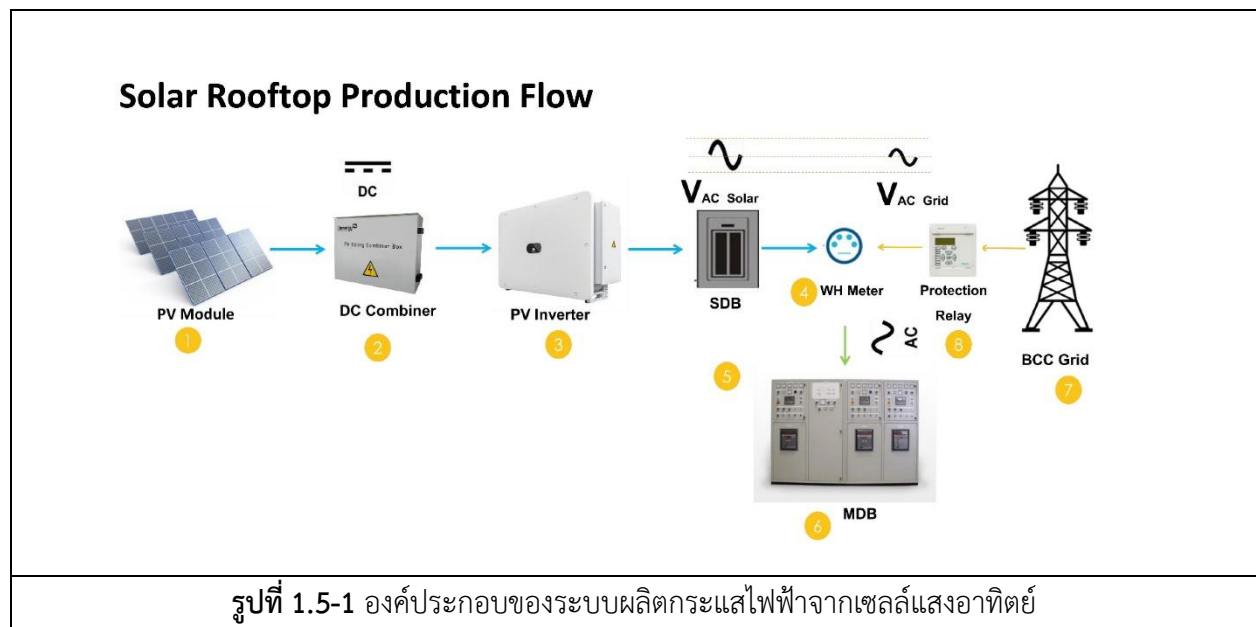 Solar Rooftop Production Flow
DC
V AC Solar
V AC Grid
PV String Combiner Box
PV Module
DC Combiner
PV Inverter
SDB
WH Meter
Protection
Relay
BCC Grid
1
2
3
4
5
6
7
8
AC
MDB
รูปที่ 1.5-1 องค์ประกอบของระบบผลิตกระแสไฟฟ้าจากเซลล์แสงอาทิตย์